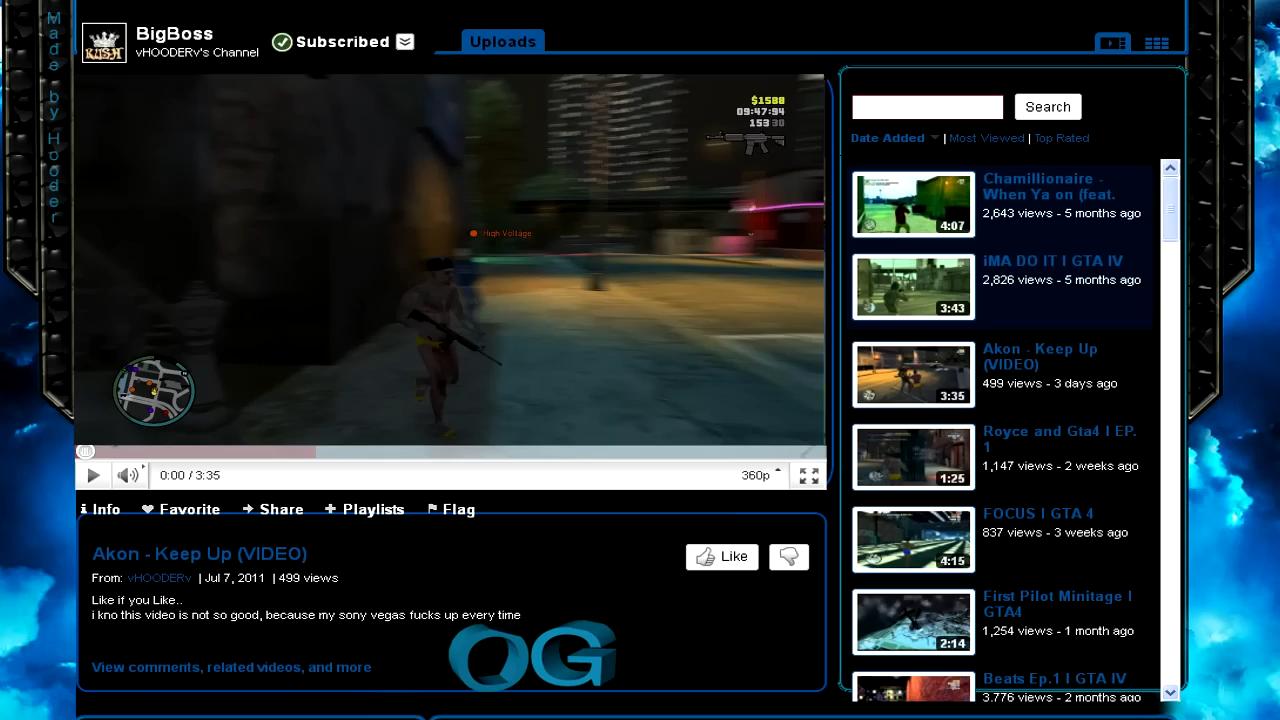 Made by Hooder
RUSH
BigBoss
vHOODERv's Channel
Subscribed
Uploads
$1588
09:47:94
153 30
High Voltage
N
0:00 / 3:35
360p
Info
Favorite
Share
Playlists
Flag
Akon - Keep Up (VIDEO)
Like
From: vHOODERv | Jul 7, 2011 | 499 views
Like if you Like..
i kno this video is not so good, because my sony vegas fucks up every time
OG
View comments, related videos, and more
Search
Date Added | Most Viewed | Top Rated
Chamillionaire -
When Ya on (feat.
2,643 views - 5 months ago
4:07
iMA DO IT I GTA IV
2,826 views - 5 months ago
3:43
Akon - Keep Up
(VIDEO)
499 views - 3 days ago
3:35
Royce and Gta4 I EP.
1
1,147 views - 2 weeks ago
1:25
FOCUS I GTA 4
837 views - 3 weeks ago
4:15
First Pilot Minitage I
GTA4
1,254 views - 1 month ago
2:14
Beats Ep.1 I GTA IV
3,776 views - 2 months ago